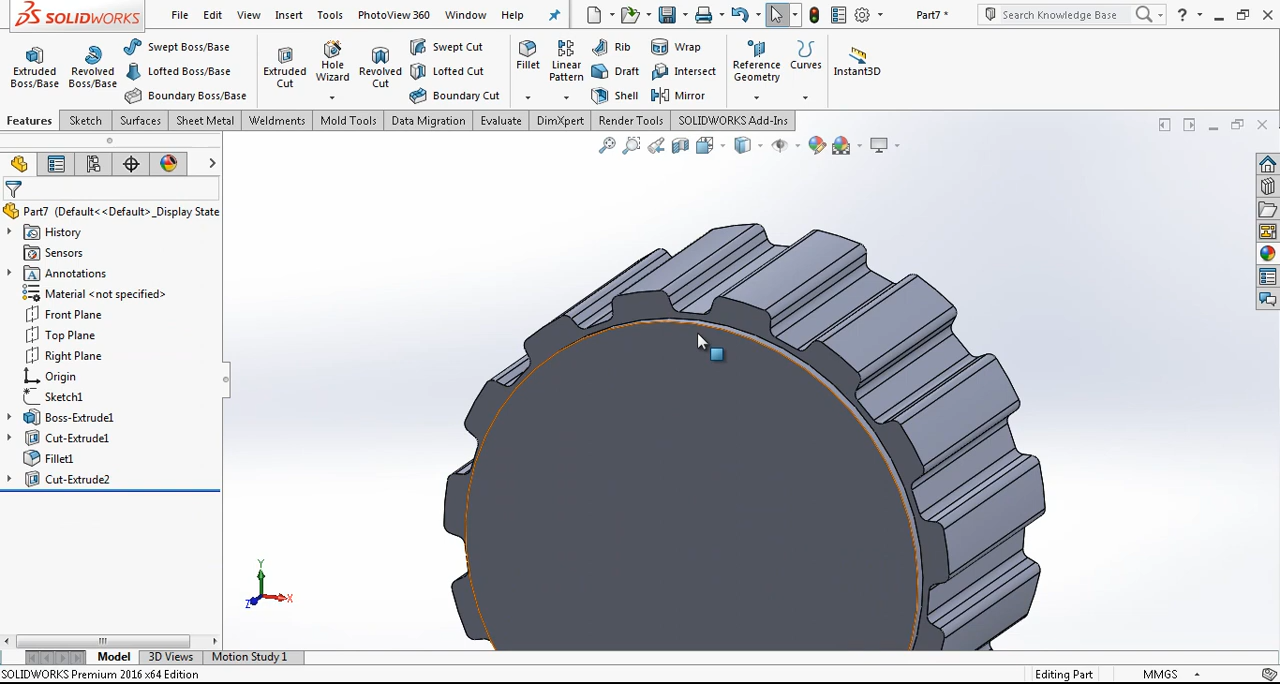 SOLIDWORKS File Edit View Insert Tools PhotoView 360 Window Help Part7 * Search Knowledge Base ?
Extruded Boss/Base
Revolved Boss/Base
Swept Boss/Base
Lofted Boss/Base
Boundary Boss/Base
Extruded Cut
Hole Wizard
Revolved Cut
Swept Cut
Lofted Cut
Boundary Cut
Fillet
Linear Pattern
Rib
Draft
Shell
Wrap
Intersect
Mirror
Reference Geometry
Curves
Instant3D
Features Sketch Surfaces Sheet Metal Weldments Mold Tools Data Migration Evaluate DimXpert Render Tools SOLIDWORKS Add-Ins
Part7 (Default<<Default>_Display State
History
Sensors
Annotations
Material <not specified>
Front Plane
Top Plane
Right Plane
Origin
Sketch1
Boss-Extrude1
Cut-Extrude1
Fillet1
Cut-Extrude2
Y
X
Z
Model 3D Views Motion Study 1
SOLIDWORKS Premium 2016 x64 Edition Editing Part MMGS